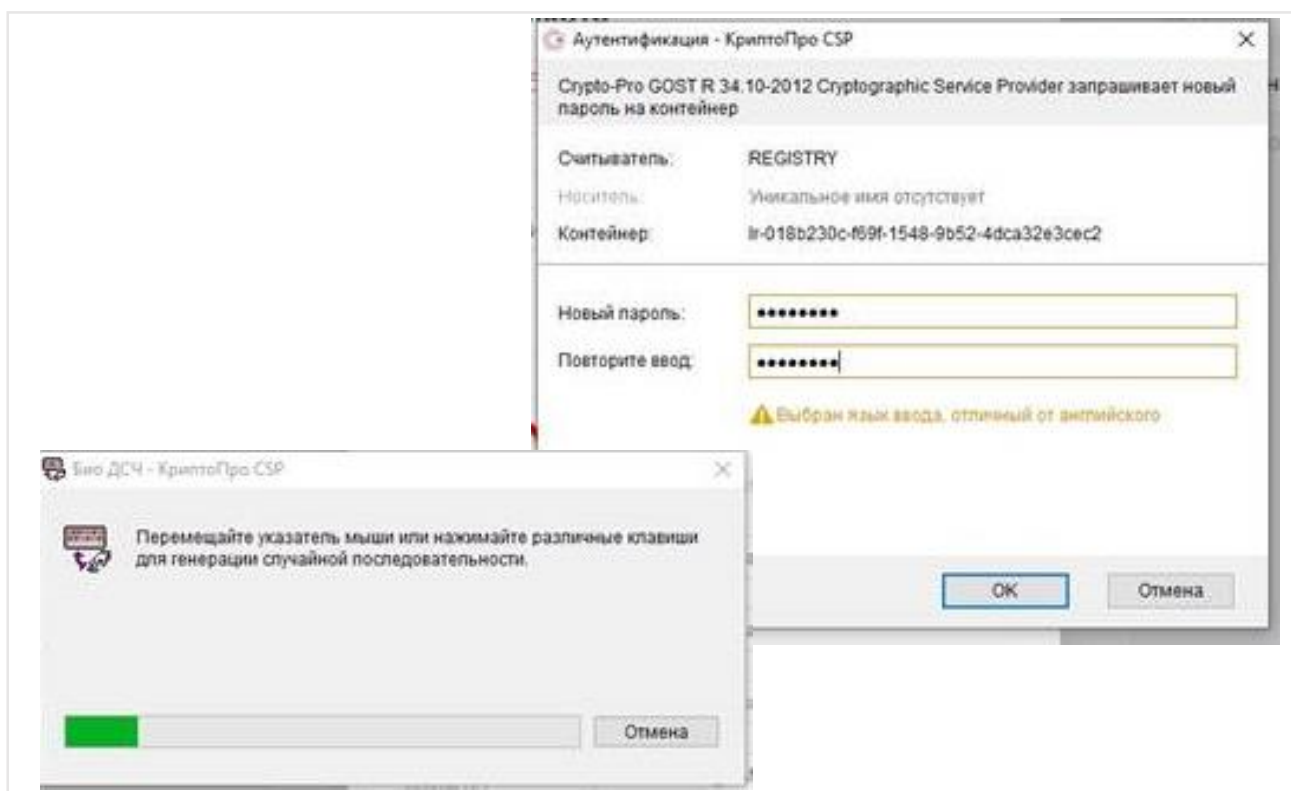 Аутентификация - КриптоПро CSP
Crypto-Pro GOST R 34.10-2012 Cryptographic Service Provider запрашивает новый
пароль на контейнер
Считыватель: REGISTRY
Носитель: Уникальное имя отсутствует
Контейнер: lr-018b230c-f69f-1548-9b52-4dca32e3cec2
Новый пароль: ••••••••
Повторите ввод: ••••••••
Выбран язык ввода, отличный от английского
OK Отмена
Био ДСЧ - КриптоПро CSP
Перемещайте указатель мыши или нажимайте различные клавиши
для генерации случайной последовательности.
Отмена